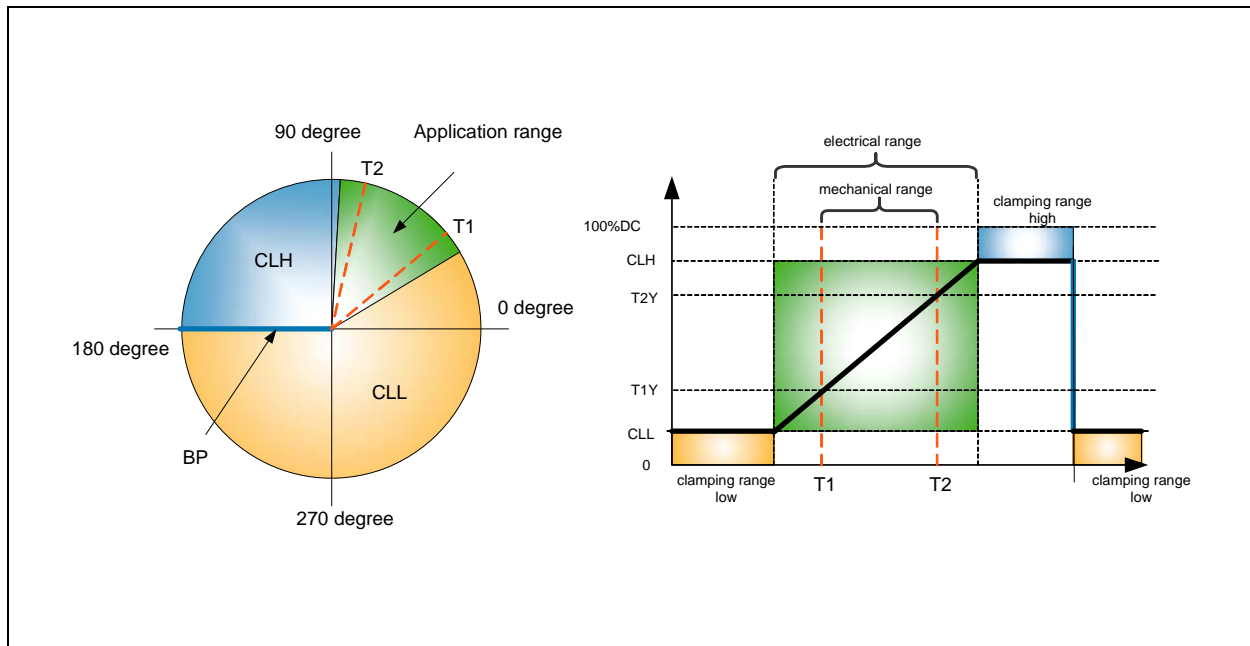 90 degree
Application range
T2
T1
CLH
0 degree
180 degree
CLL
BP
270 degree
electrical range
mechanical range
clamping range
high
100%DC
CLH
T2Y
T1Y
CLL
0
clamping range
low
T1
T2
clamping range
low